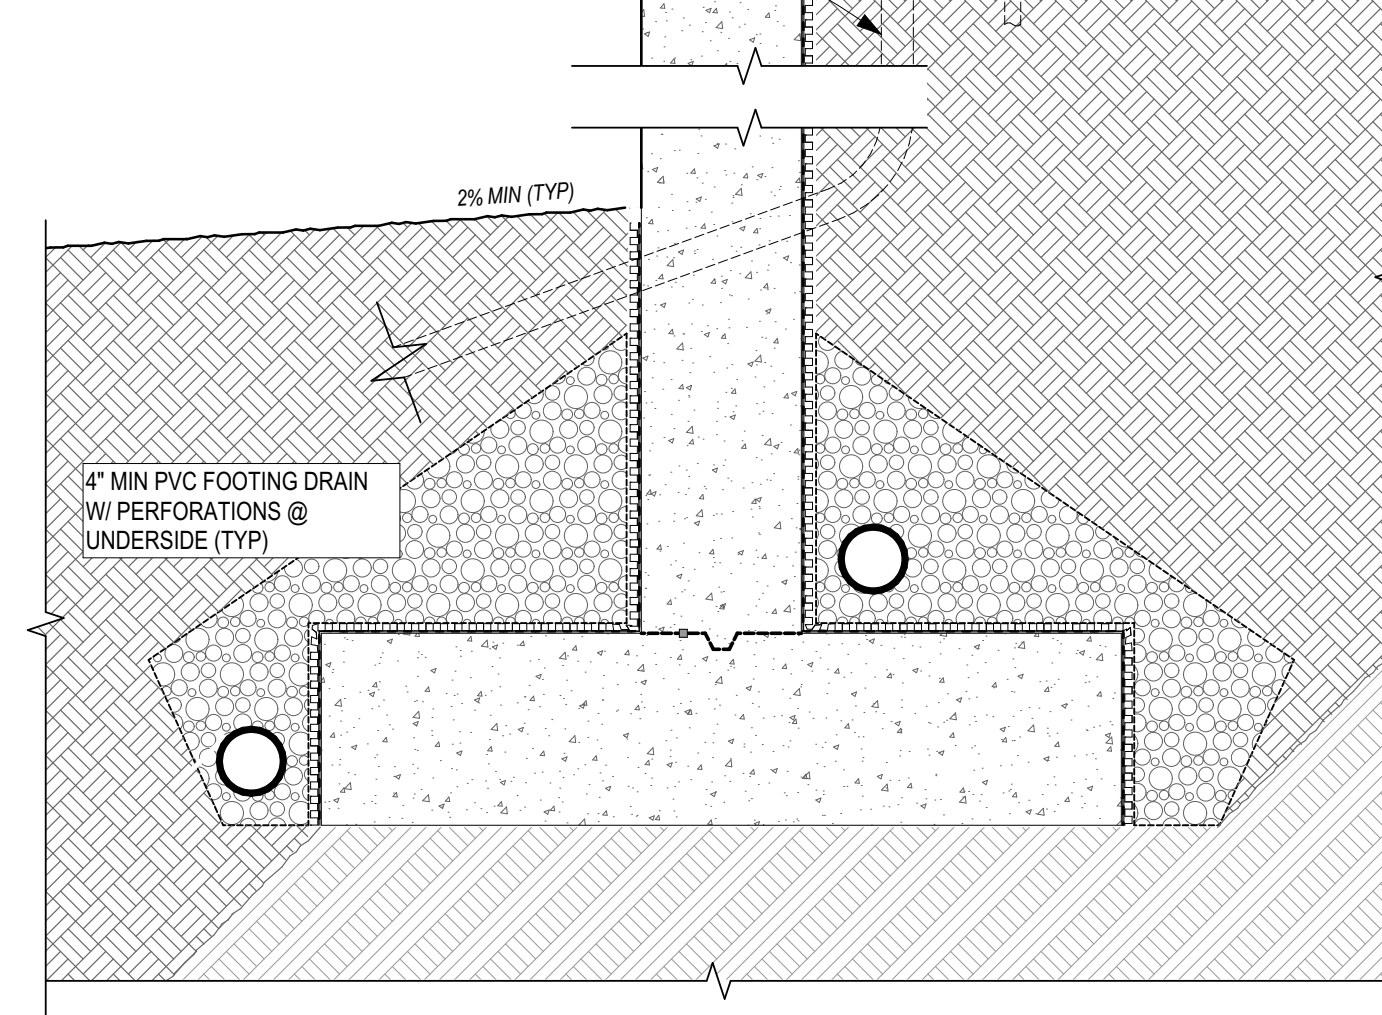 2% MIN (TYP)
4" MIN PVC FOOTING DRAIN
W/ PERFORATIONS @
UNDERSIDE (TYP)